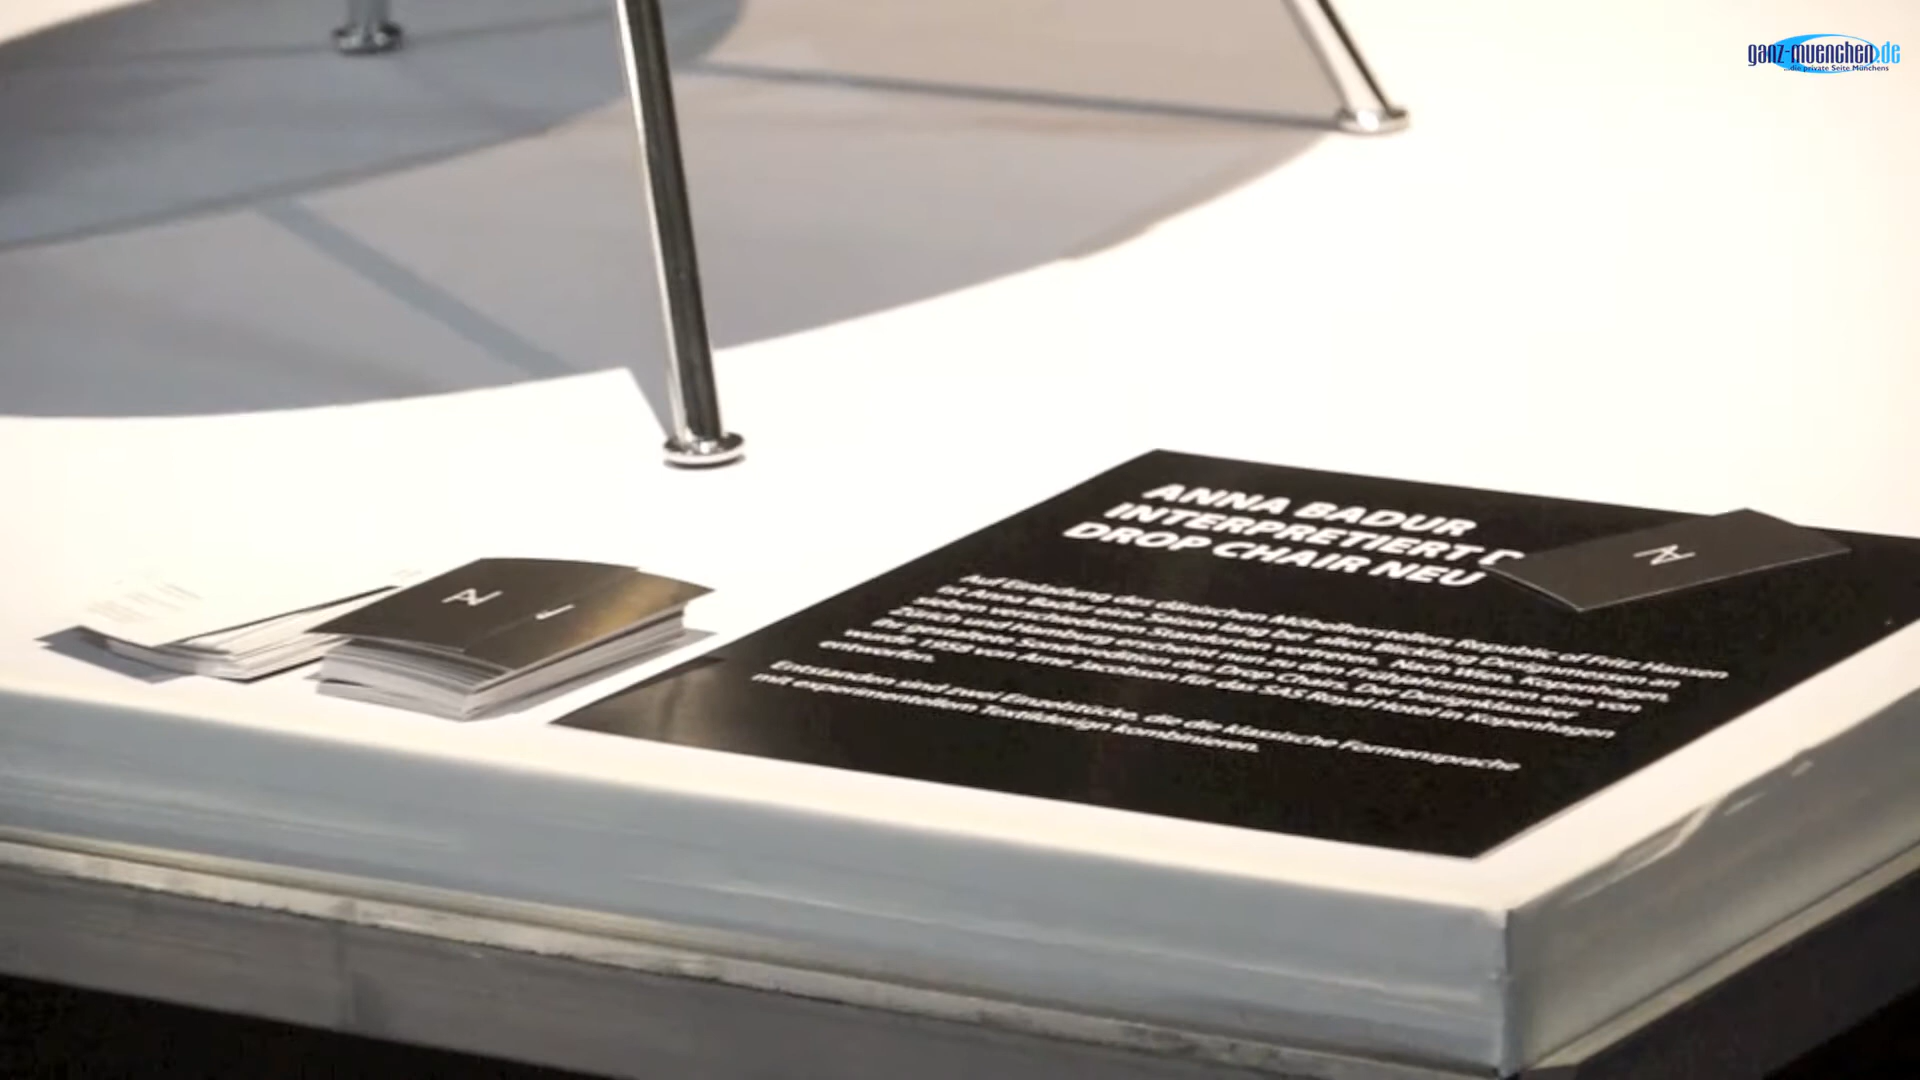 ganz-muenchen.de
...die private Seite Münchens
ANNA BADUR
INTERPRETIERT D
DROP CHAIR NEU
Auf Einladung des dänischen Möbelherstellers Republic of Fritz Hansen
ist Anna Badur eine Saison lang bei allen Blickfang Designmessen an
sieben verschiedenen Standorten vertreten. Nach Wien, Kopenhagen,
Zürich und Hamburg erscheint nun zu den Frühjahrsmessen eine von
ihr gestaltete Sonderedition des Drop Chairs. Der Designklassiker
wurde 1958 von Arne Jacobsen für das SAS Royal Hotel in Kopenhagen
entworfen.
Entstanden sind zwei Einzelstücke, die die klassische Formensprache
mit experimentellem Textildesign kombinieren.